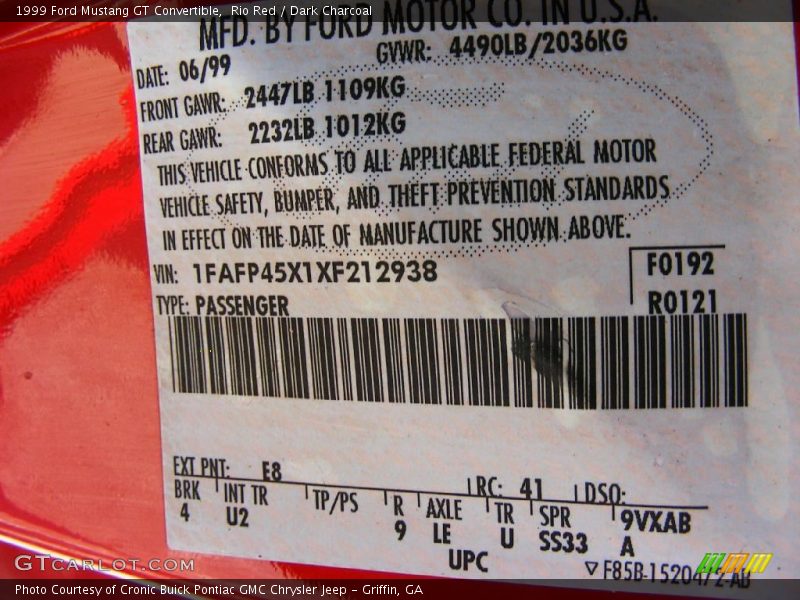 1999 Ford Mustang GT Convertible, Rio Red / Dark Charcoal
MFD. BY FORD MOTOR CO. IN U.S.A.
DATE: 06/99 GVWR: 4490LB/2036KG
FRONT GAWR: 2447LB 1109KG
REAR GAWR: 2232LB 1012KG
THIS VEHICLE CONFORMS TO ALL APPLICABLE FEDERAL MOTOR
VEHICLE SAFETY, BUMPER, AND THEFT PREVENTION STANDARDS
IN EFFECT ON THE DATE OF MANUFACTURE SHOWN ABOVE.
VIN: 1FAFP45X1XF212938 F0192
TYPE: PASSENGER R0121
EXT PNT: E8 RC: 41 DSO:
BRK INT TR TP/PS R AXLE TR SPR 9VXAB
4 U2 9 LE U SS33 A
UPC ▽ F85B-1520472-AB
GTCARLOT.COM
Photo Courtesy of Cronic Buick Pontiac GMC Chrysler Jeep – Griffin, GA